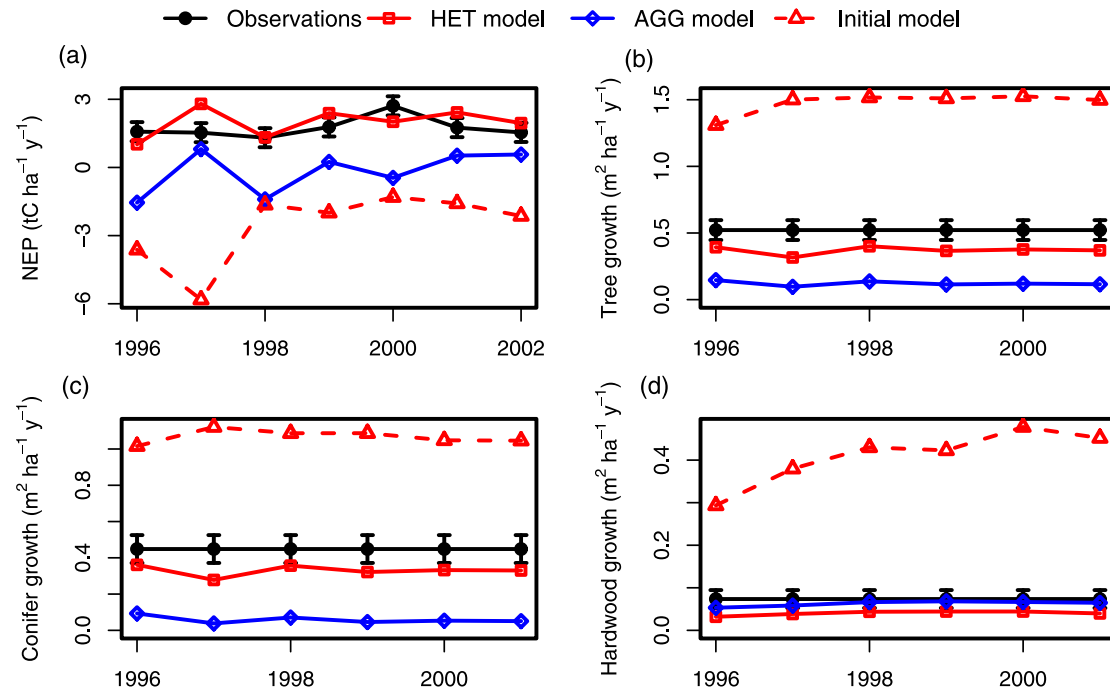 Observations HET model AGG model Initial model
(a)
NEP (tC ha⁻¹ y⁻¹)
3
0
−3
−6
1996 1998 2000 2002
(b)
Tree growth (m² ha⁻¹ y⁻¹)
1.5
0.5
0.0
1996 1998 2000
(c)
Conifer growth (m² ha⁻¹ y⁻¹)
0.8
0.4
0.0
1996 1998 2000
(d)
Hardwood growth (m² ha⁻¹ y⁻¹)
0.4
0.2
0.0
1996 1998 2000